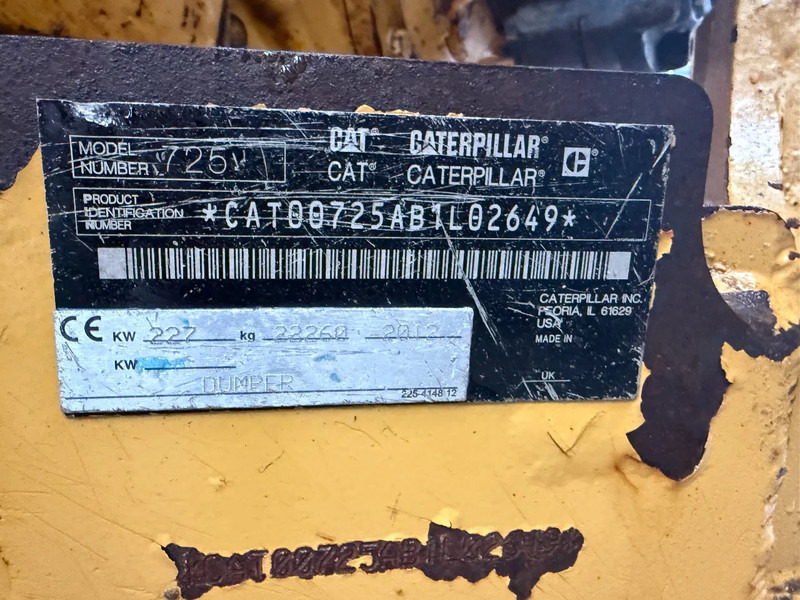 MODEL NUMBER 725
CAT® CATERPILLAR®
CAT® CATERPILLAR®
PRODUCT IDENTIFICATION NUMBER *CAT00725AB1L02649*
CATERPILLAR INC.
PEORIA, IL 61629
USA
MADE IN
UK
CE KW 227 kg 22260 2012
KW
DUMPER
225-4148 12
CAT00725AB1L02649